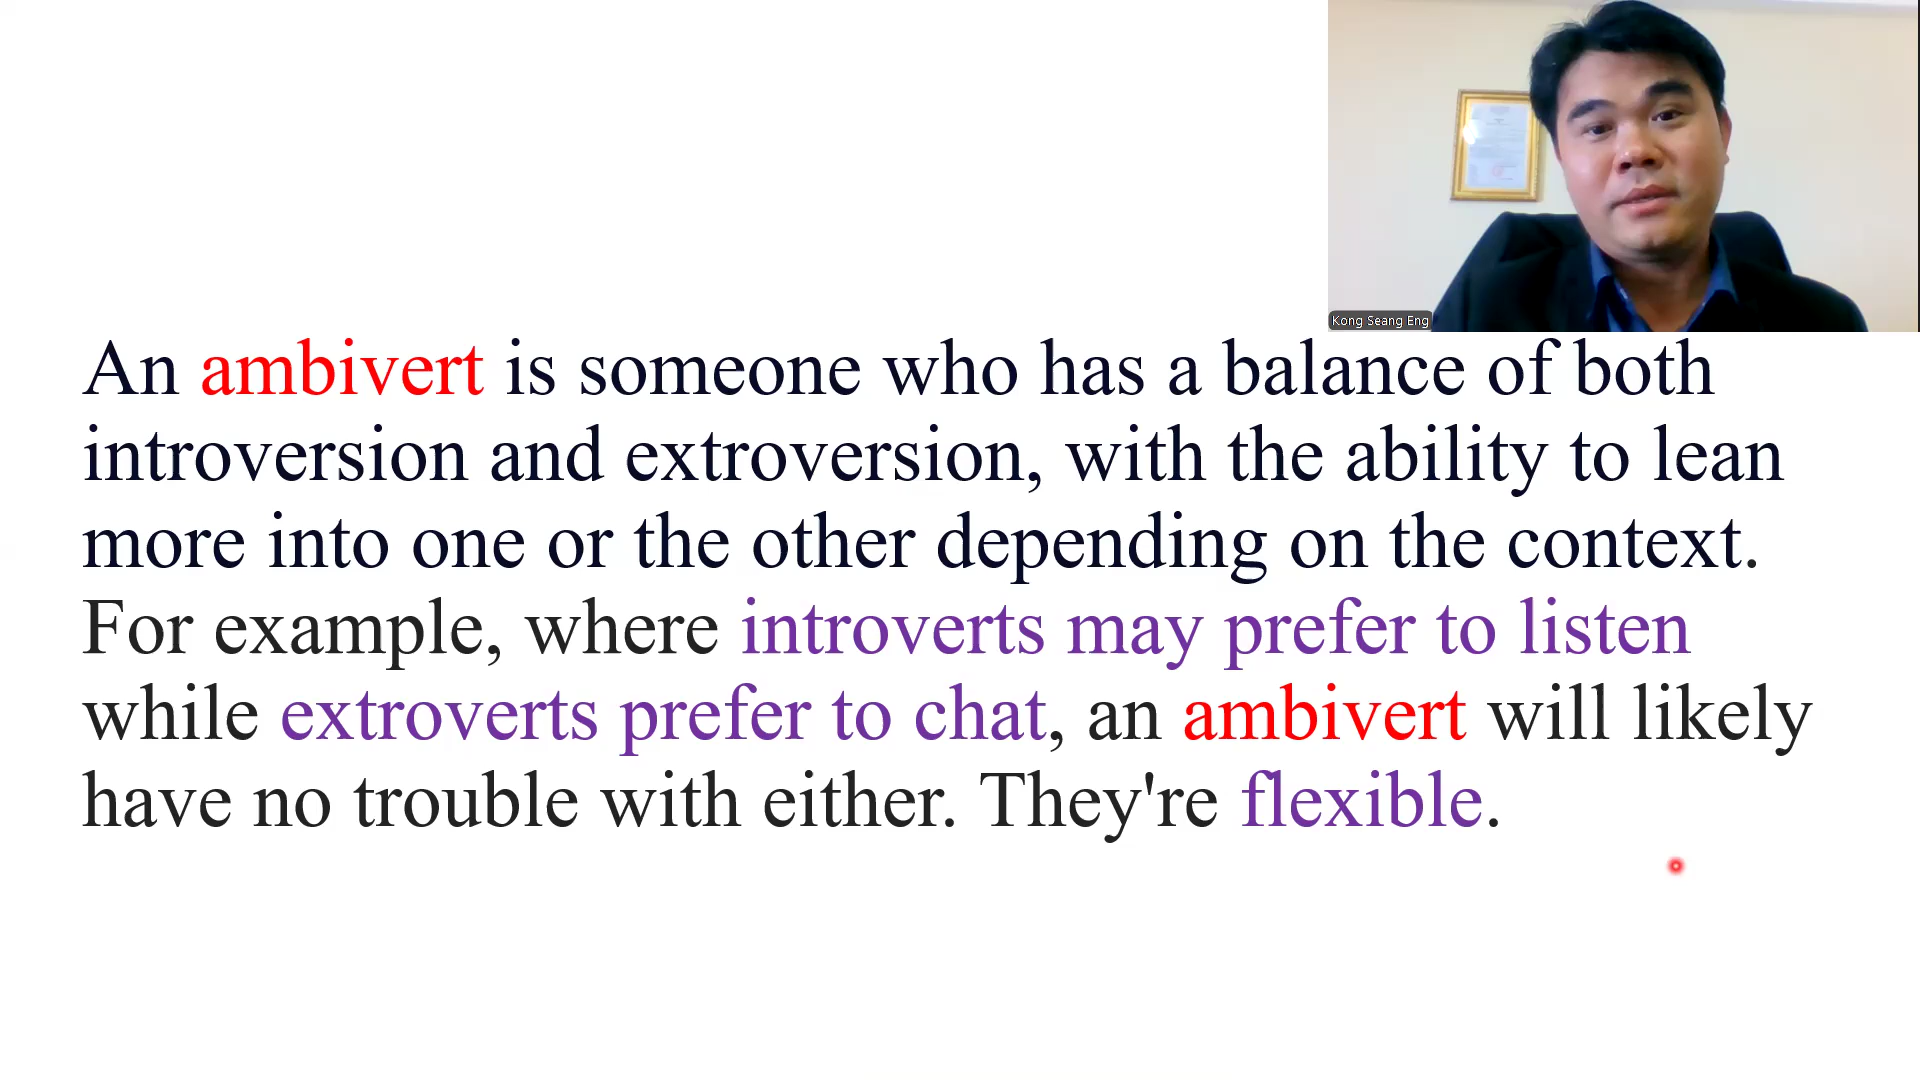 Kong Seang Eng
An ambivert is someone who has a balance of both
introversion and extroversion, with the ability to lean
more into one or the other depending on the context.
For example, where introverts may prefer to listen
while extroverts prefer to chat, an ambivert will likely
have no trouble with either. They're flexible.